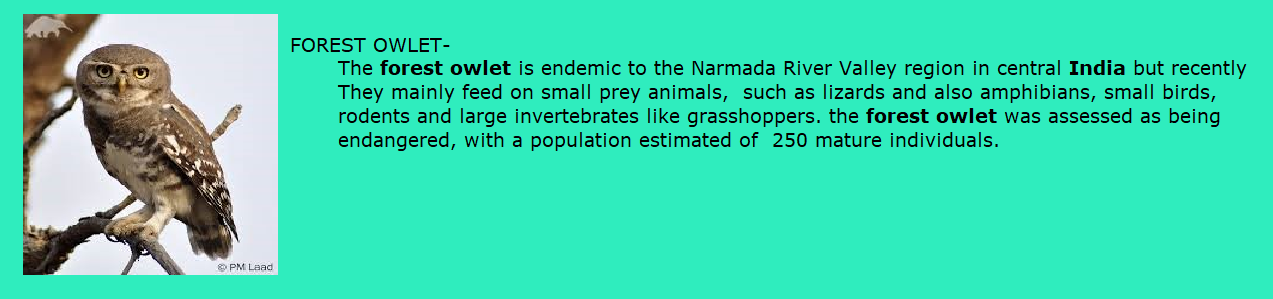 FOREST OWLET-
The forest owlet is endemic to the Narmada River Valley region in central India but recently
They mainly feed on small prey animals,  such as lizards and also amphibians, small birds,
rodents and large invertebrates like grasshoppers. the forest owlet was assessed as being
endangered, with a population estimated of  250 mature individuals.
© PM Laad